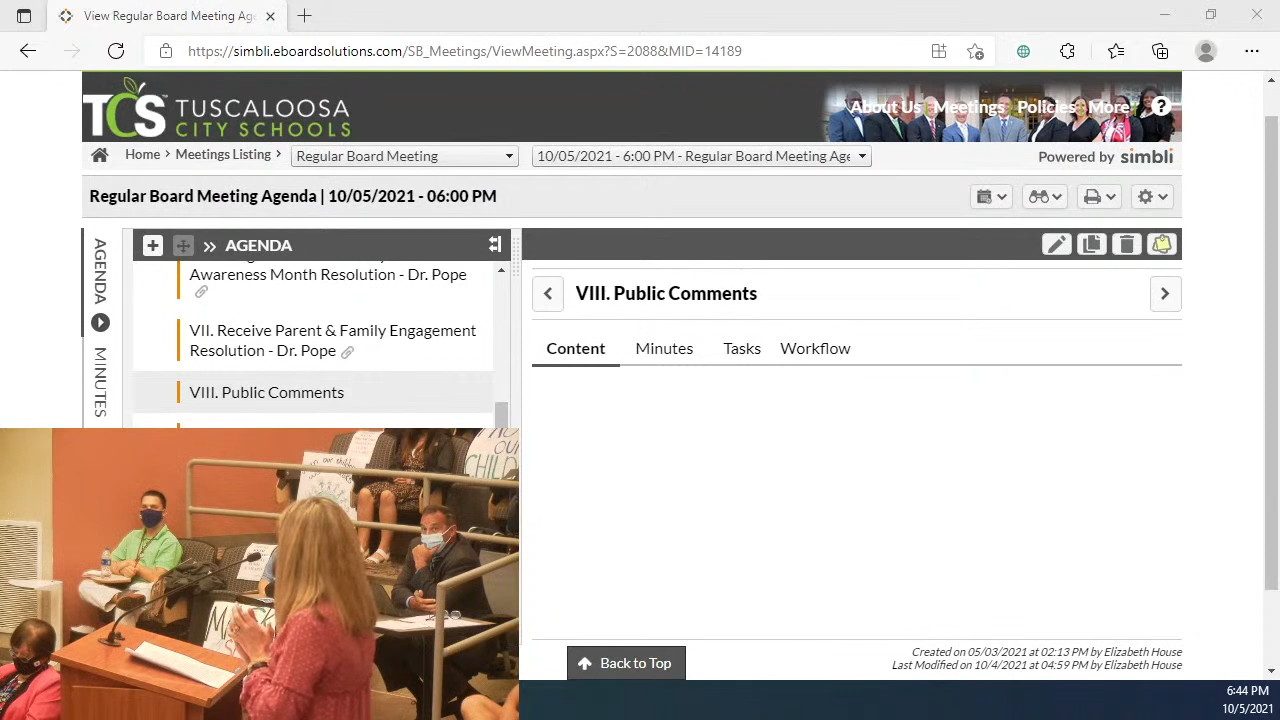 View Regular Board Meeting Ag
https://simbli.eboardsolutions.com/SB_Meetings/ViewMeeting.aspx?S=2088&MID=14189
TCS TUSCALOOSA
CITY SCHOOLS
About Us Meetings Policies More
Home Meetings Listing Regular Board Meeting 10/05/2021 - 6:00 PM - Regular Board Meeting Age Powered by simbli
Regular Board Meeting Agenda | 10/05/2021 - 06:00 PM
AGENDA
MINUTES
AGENDA
Awareness Month Resolution - Dr. Pope
VII. Receive Parent & Family Engagement
Resolution - Dr. Pope
VIII. Public Comments
VIII. Public Comments
Content Minutes Tasks Workflow
OUR
CHILD
our children
Back to Top
Created on 05/03/2021 at 02:13 PM by Elizabeth House
Last Modified on 10/4/2021 at 04:59 PM by Elizabeth House
6:44 PM
10/5/2021